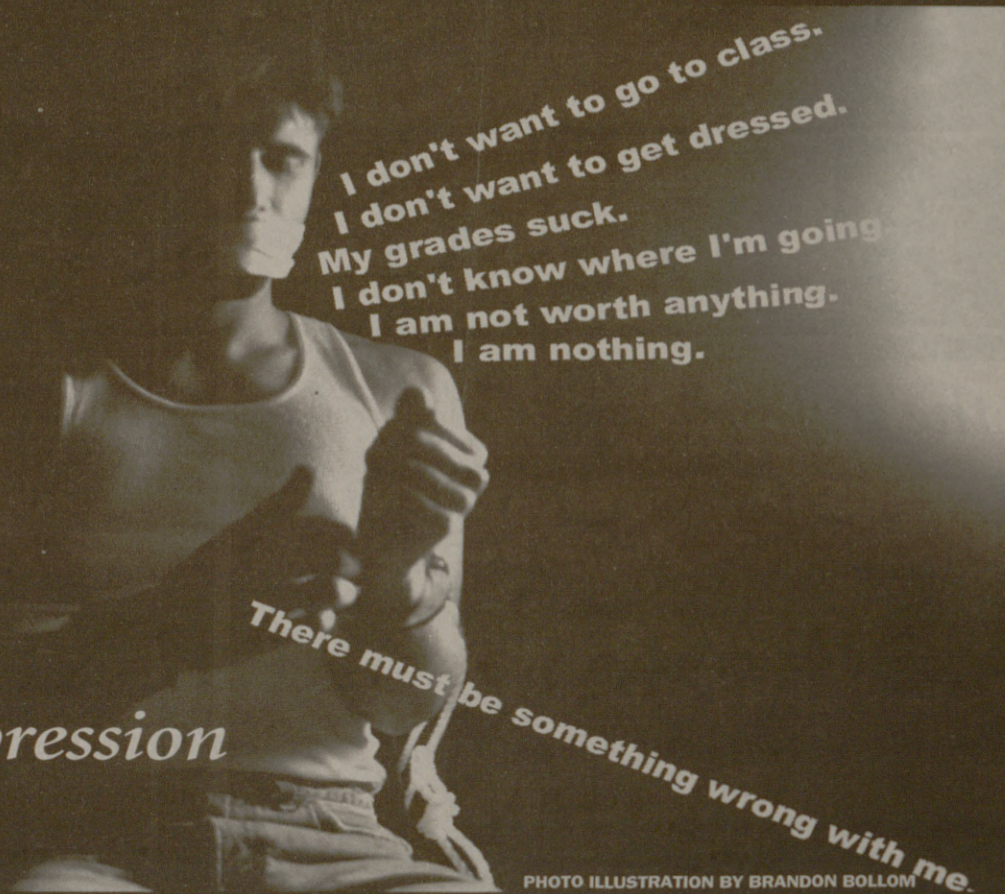 I don't want to go to class.
I don't want to get dressed.
My grades suck.
I don't know where I'm going.
I am not worth anything.
I am nothing.
There must be something wrong with me.
pression
PHOTO ILLUSTRATION BY BRANDON BOLLOM